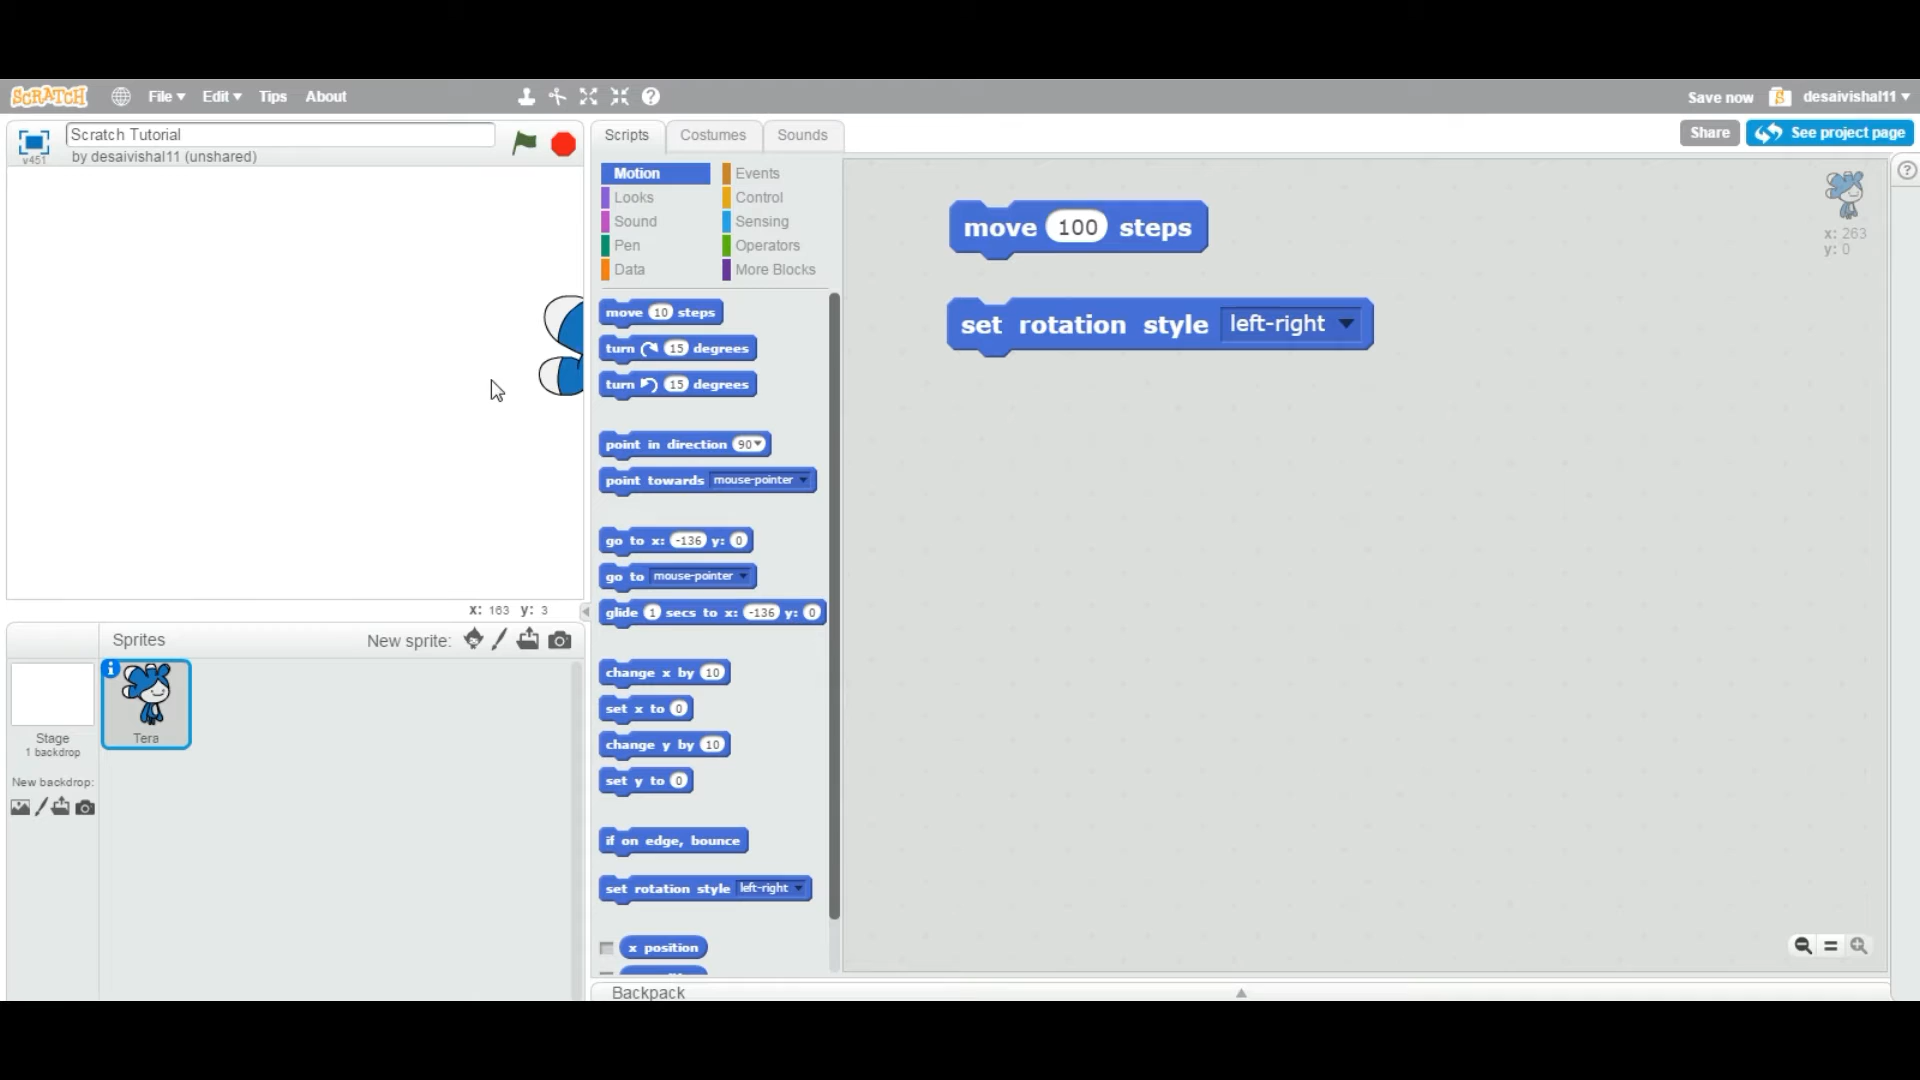 SCRATCH File Edit Tips About Save now desaivishal11
Scratch Tutorial
by desaivishal11 (unshared)
v451
Scripts Costumes Sounds
Share See project page
Motion Events
Looks Control
Sound Sensing
Pen Operators
Data More Blocks
move 10 steps
turn 15 degrees
turn 15 degrees
point in direction 90
point towards mouse-pointer
go to x: -136 y: 0
go to mouse-pointer
glide 1 secs to x: -136 y: 0
change x by 10
set x to 0
change y by 10
set y to 0
if on edge, bounce
set rotation style left-right
x position
move 100 steps
set rotation style left-right
x: 263
y: 0
x: 163 y: 3
Sprites New sprite:
Stage
1 backdrop
New backdrop:
Tera
Backpack